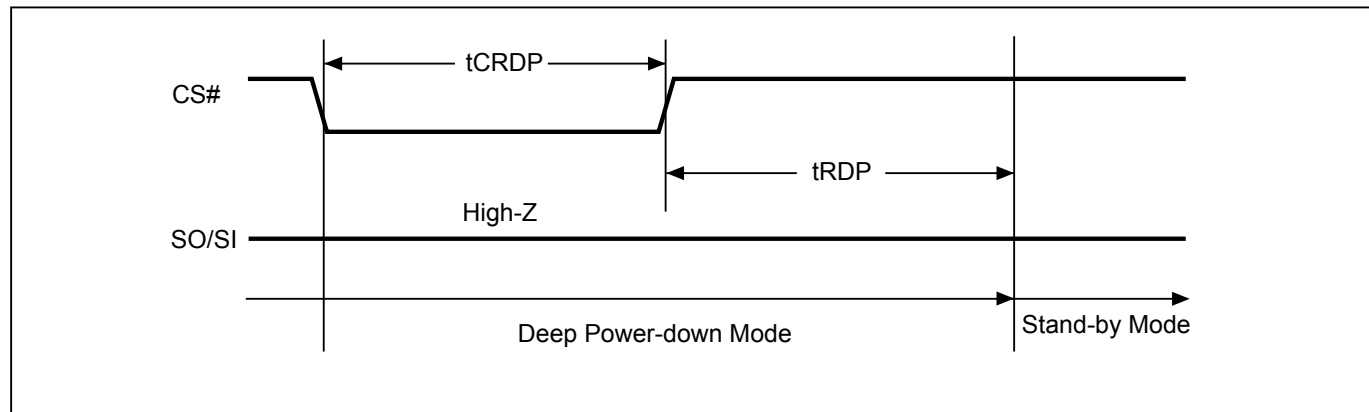 tCRDP
CS#
tRDP
High-Z
SO/SI
Deep Power-down Mode
Stand-by Mode